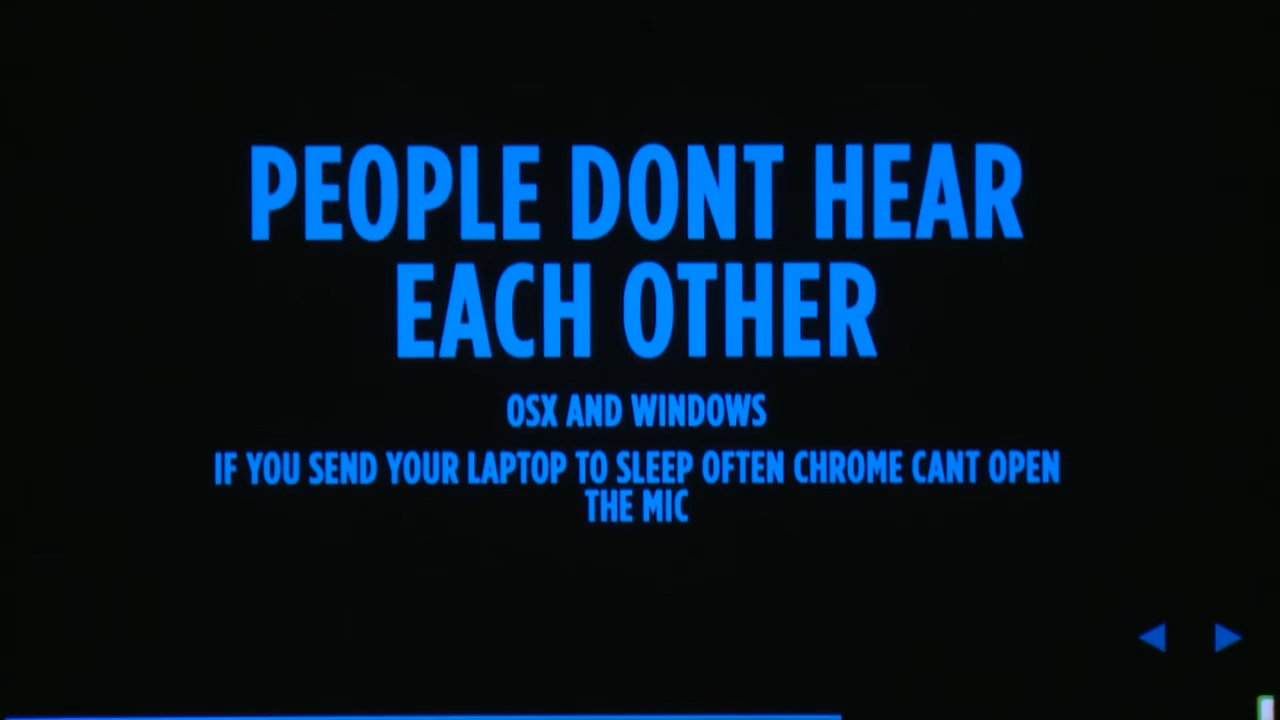 PEOPLE DONT HEAR
EACH OTHER
OSX AND WINDOWS
IF YOU SEND YOUR LAPTOP TO SLEEP OFTEN CHROME CANT OPEN
THE MIC